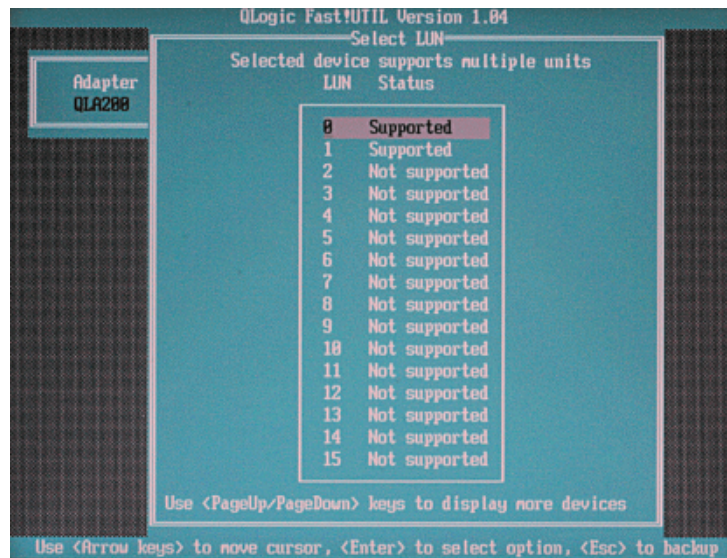 QLogic Fast!UTIL Version 1.04
Select LUN
Selected device supports multiple units
Adapter
QLA200
LUN Status
0 Supported
1 Supported
2 Not supported
3 Not supported
4 Not supported
5 Not supported
6 Not supported
7 Not supported
8 Not supported
9 Not supported
10 Not supported
11 Not supported
12 Not supported
13 Not supported
14 Not supported
15 Not supported
Use <PageUp/PageDown> keys to display more devices
Use <Arrow keys> to move cursor, <Enter> to select option, <Esc> to backup